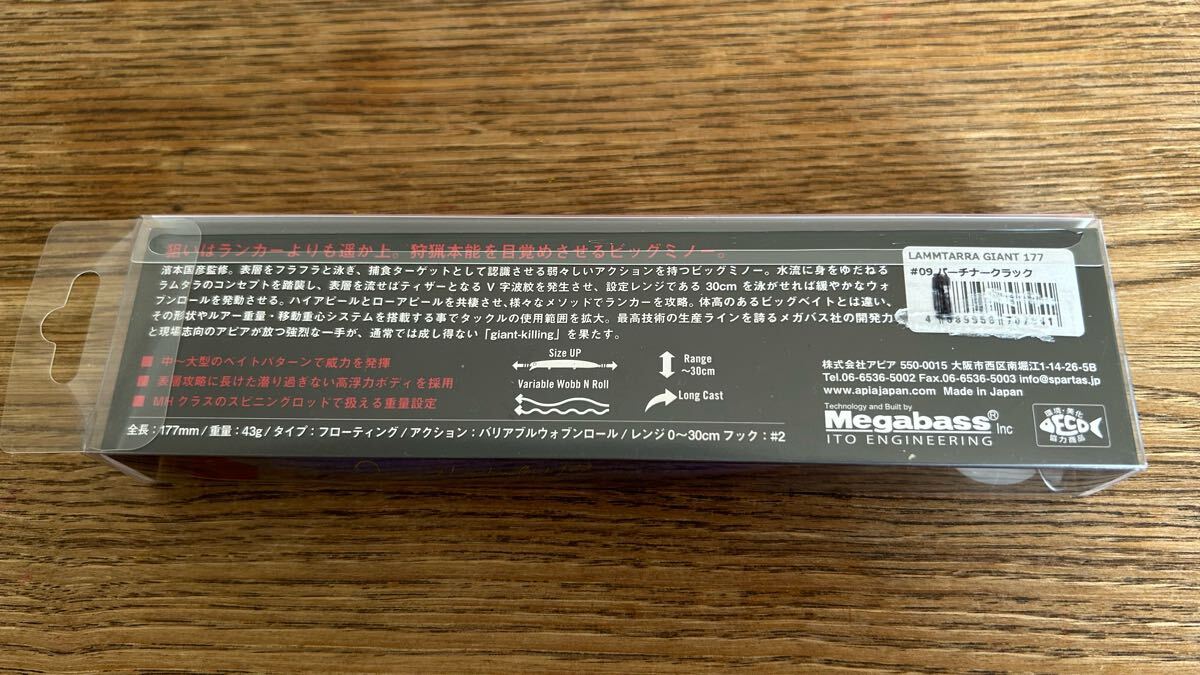 狙いはランカーよりも遥か上。狩猟本能を目覚めさせるビッグミノー。
濱本国彦監修。表層をフラフラと泳ぎ、捕食ターゲットとして認識される弱々しいアクションを持つビッグミノー。水流に身をゆだねる
ラムタラのコンセプトを踏襲し、表層を流せばティザーとなる V 字波紋を発生させ、設定レンジである 30cm を泳がせれば緩やかなウォ
ブンロールを発動させる。ハイアピールとローアピールを共棲させ、様々なメソッドでランカーを攻略。体高のあるビッグベイトとは違い、
その形状やルアー重量・移動重心システムを搭載する事でタックルの使用範囲を拡大。最高技術の生産ラインを誇るメガバス社の開発力
と現場志向のアピアが放つ強烈な一手が、通常では成し得ない「giant-killing」を果たす。
■ 中〜大型のベイトパターンで威力を発揮
■ 表層攻略に長けた潜り過ぎない高浮力ボディを採用
■ MHクラスのスピニングロッドで扱える重量設定
Size UP
Variable Wobb N Roll
Range
〜30cm
Long Cast
全長：177mm / 重量：43g / タイプ：フローティング / アクション：バリアブルウォブンロール / レンジ 0〜30cm フック：#2
LAMMTARRA GIANT 177
#09 バーチナークラック
株式会社アピア 550-0015 大阪市西区南堀江1-14-26-5B
Tel.06-6536-5002 Fax.06-6536-5003 info@spartas.jp
www.apiajapan.com Made in Japan
Technology and Built by
Megabass® Inc
ITO ENGINEERING
環境・美化
ECO
協力商品